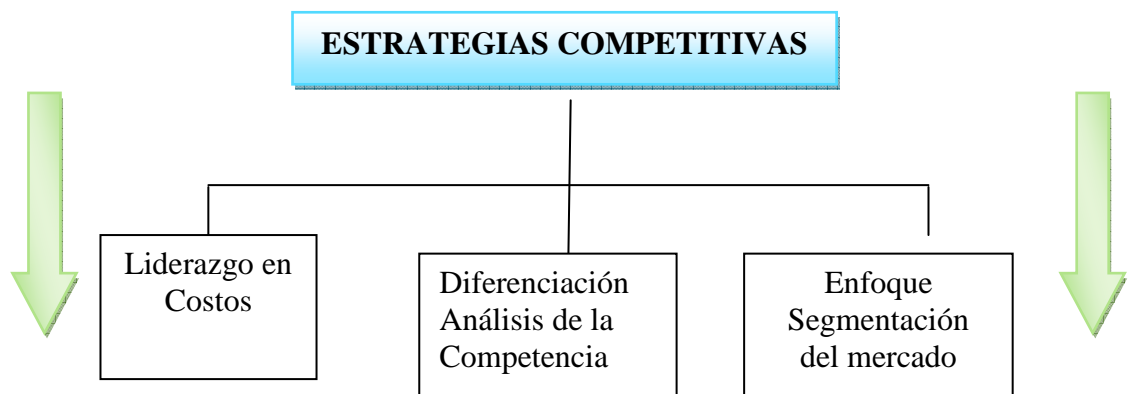 ESTRATEGIAS COMPETITIVAS
Liderazgo en
Costos
Diferenciación
Análisis de la
Competencia
Enfoque
Segmentación
del mercado